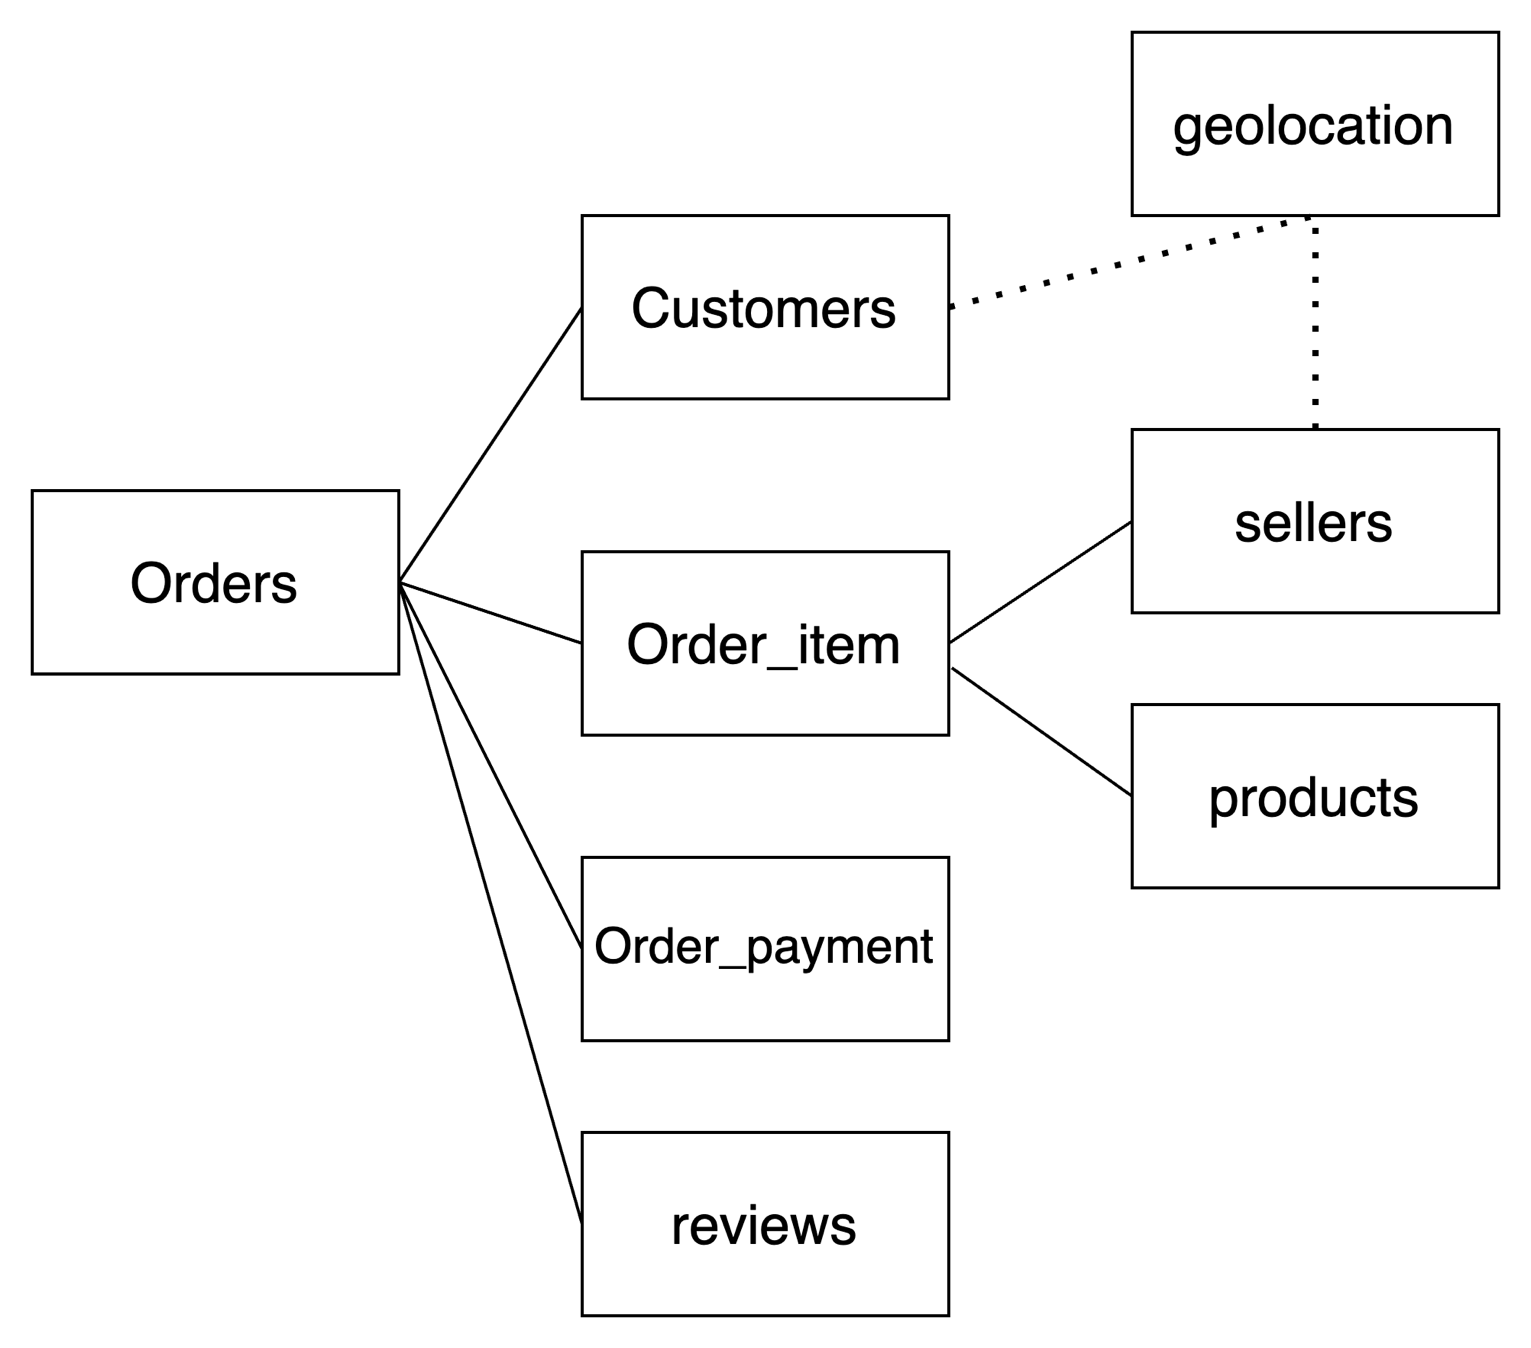 geolocation
Customers
sellers
Orders
Order_item
products
Order_payment
reviews